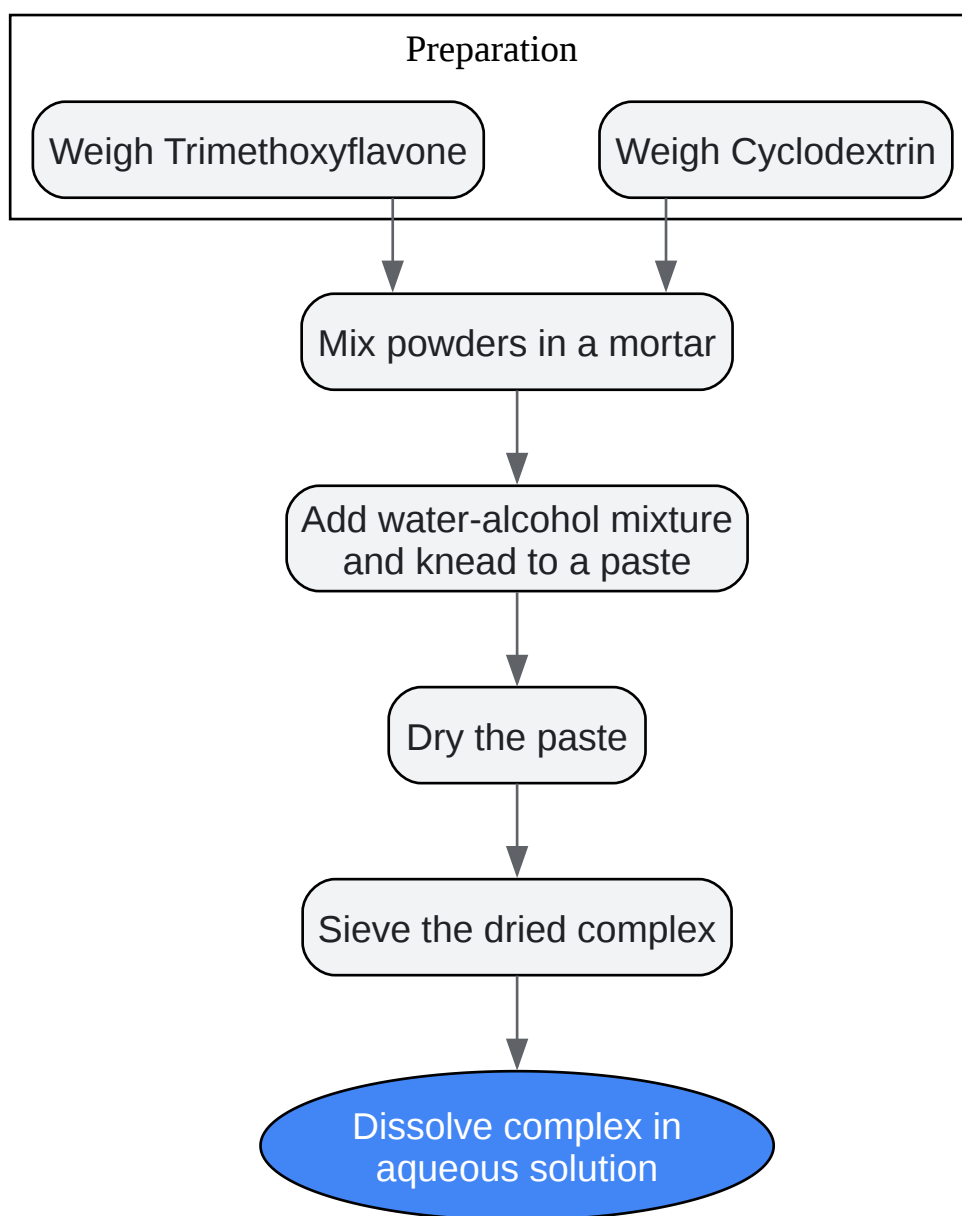 Preparation
Weigh Trimethoxyflavone
Weigh Cyclodextrin
Mix powders in a mortar
Add water-alcohol mixture
and knead to a paste
Dry the paste
Sieve the dried complex
Dissolve complex in
aqueous solution